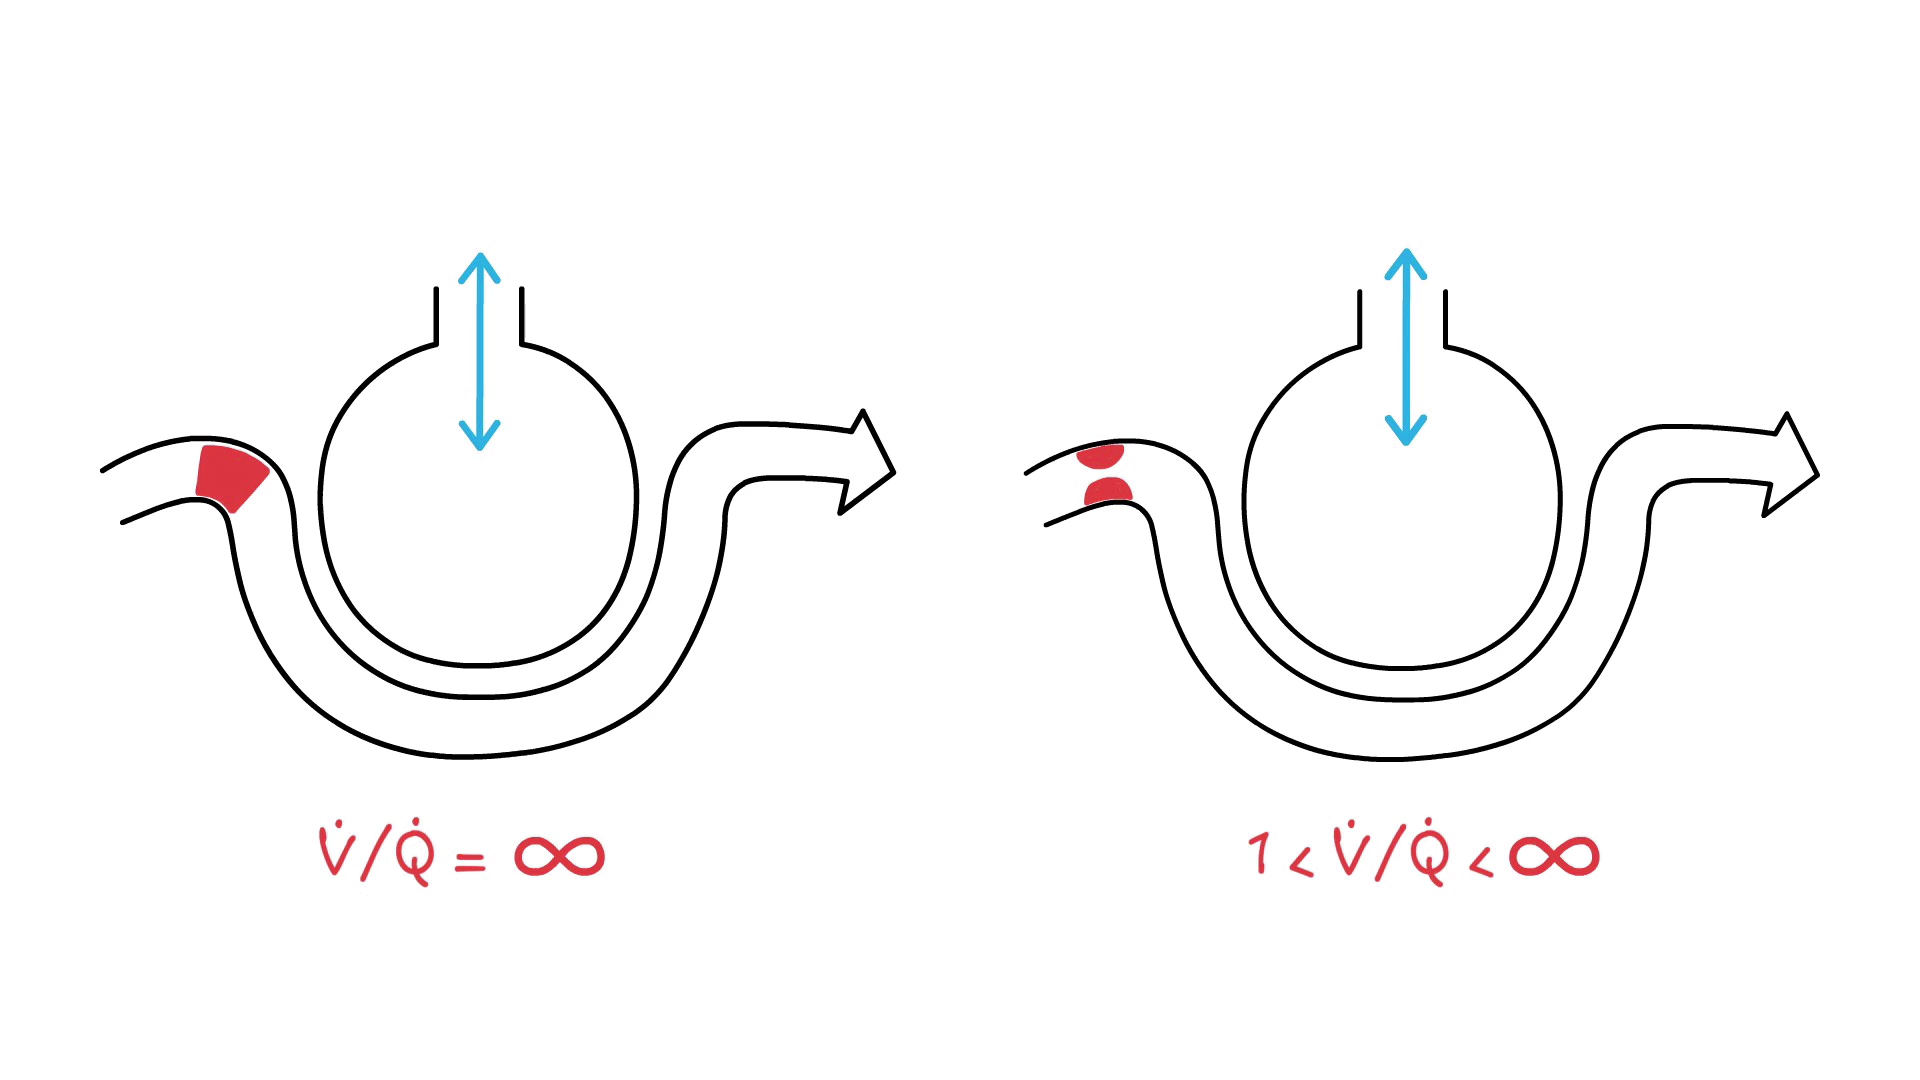 V̇/Q̇ = ∞
1 < V̇/Q̇ < ∞